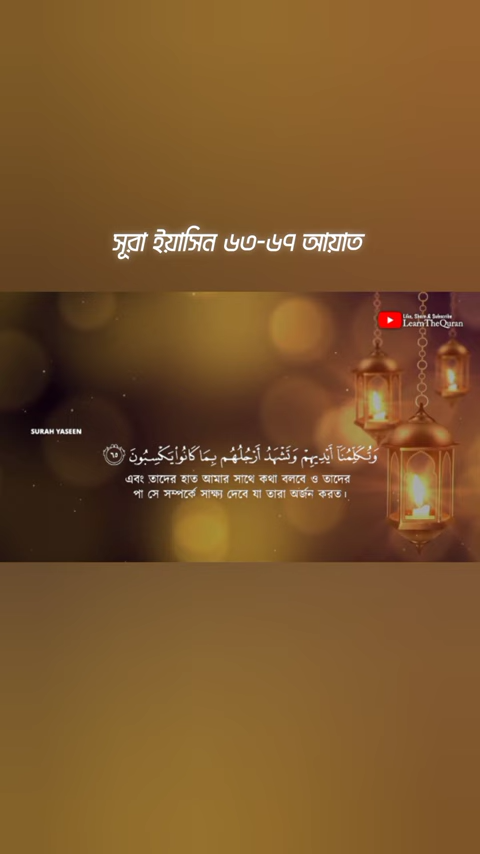 সূরা ইয়াসিন ৬৩-৬৭ আয়াত
Like, Share & Subscribe
LearnTheQuran
SURAH YASEEN
وَتُكَلِّمُنَآ أَيْدِيهِمْ وَتَشْهَدُ أَرْجُلُهُم بِمَا كَانُوا۟ يَكْسِبُونَ ﴿٦٥﴾
এবং তাদের হাত আমার সাথে কথা বলবে ও তাদের
পা সে সম্পর্কে সাক্ষ্য দেবে যা তারা অর্জন করত।